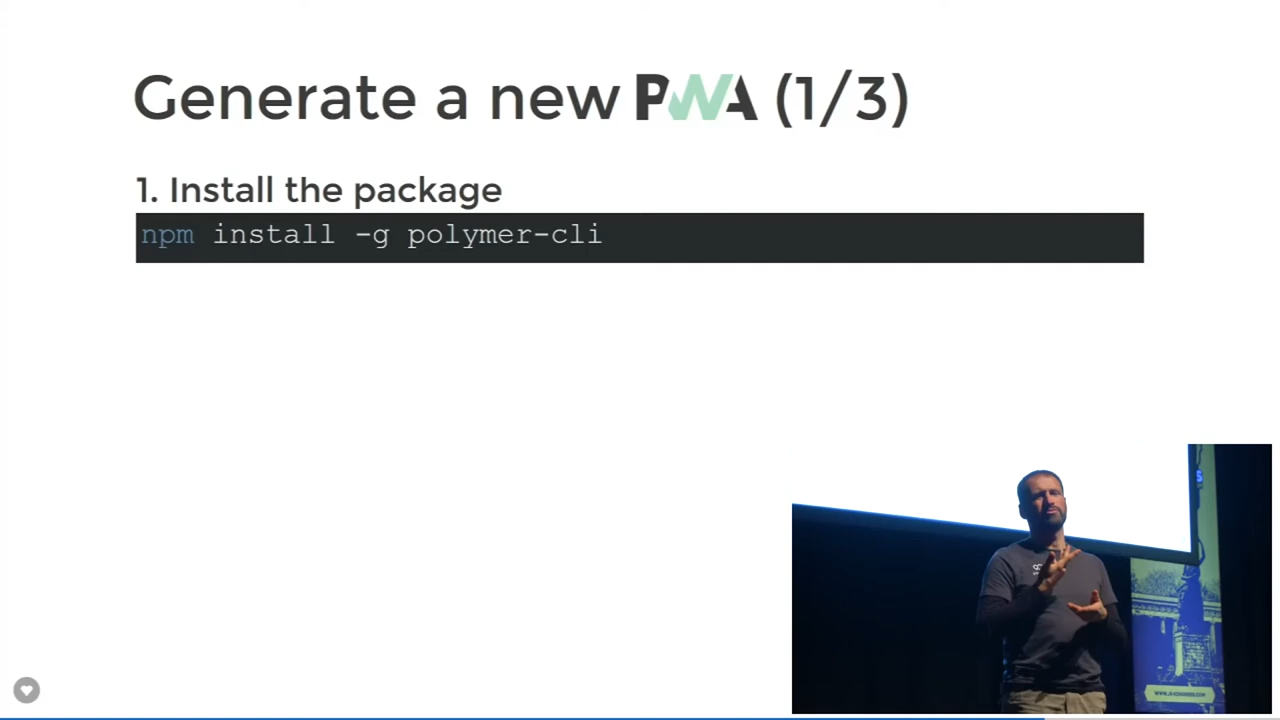 Generate a new PWA (1/3)
1. Install the package
npm install -g polymer-cli